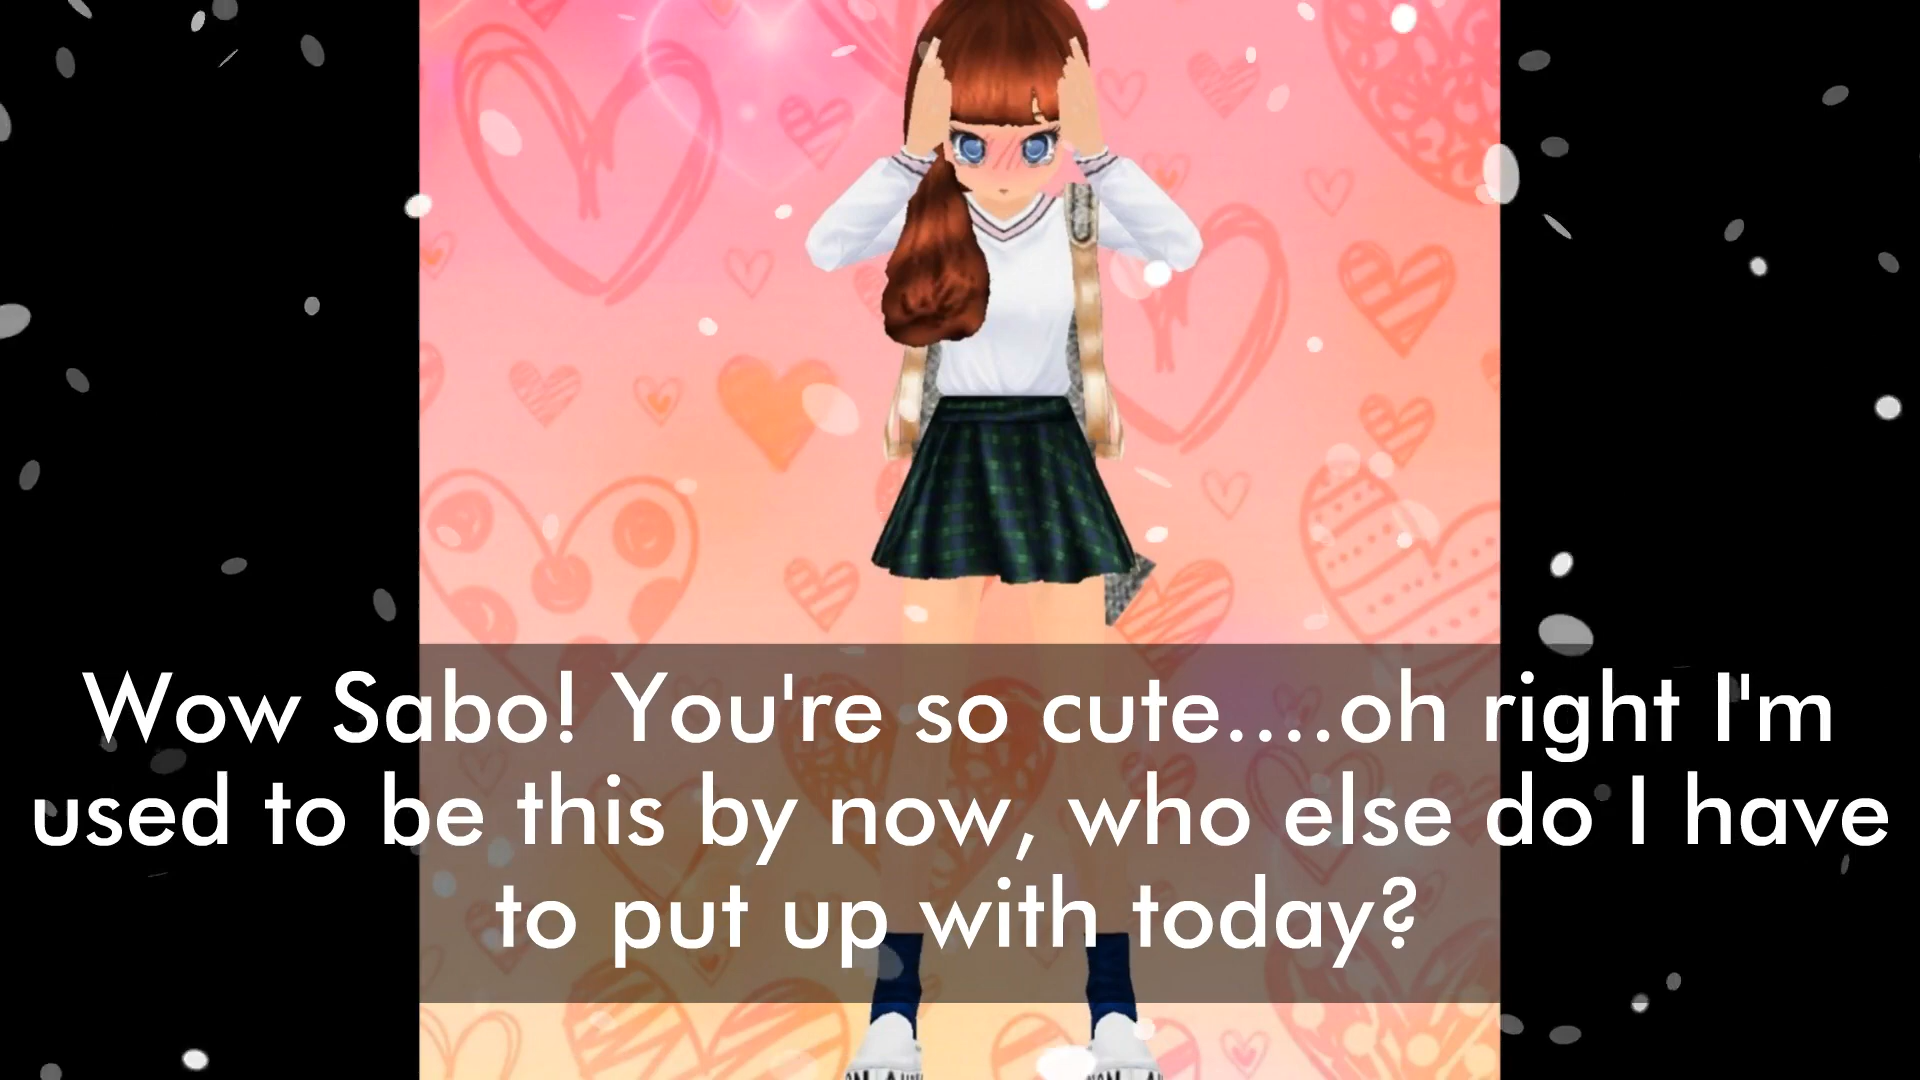 Wow Sabo! You're so cute....oh right I'm
used to be this by now, who else do I have
to put up with today?